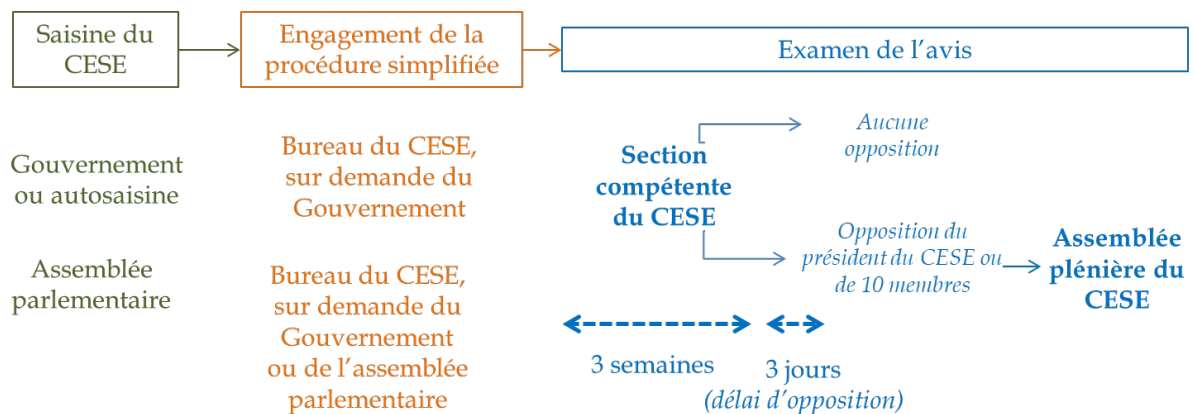 Saisine du
CESE
Engagement de la
procédure simplifiée
Examen de l’avis
Gouvernement
ou autosaisine
Bureau du CESE,
sur demande du
Gouvernement
Section
compétente
du CESE
Aucune
opposition
Opposition du
président du CESE ou
de 10 membres
Assemblée
plénière du
CESE
Assemblée
parlementaire
Bureau du CESE,
sur demande du
Gouvernement
ou de l’assemblée
parlementaire
3 semaines
3 jours
(délai d’opposition)